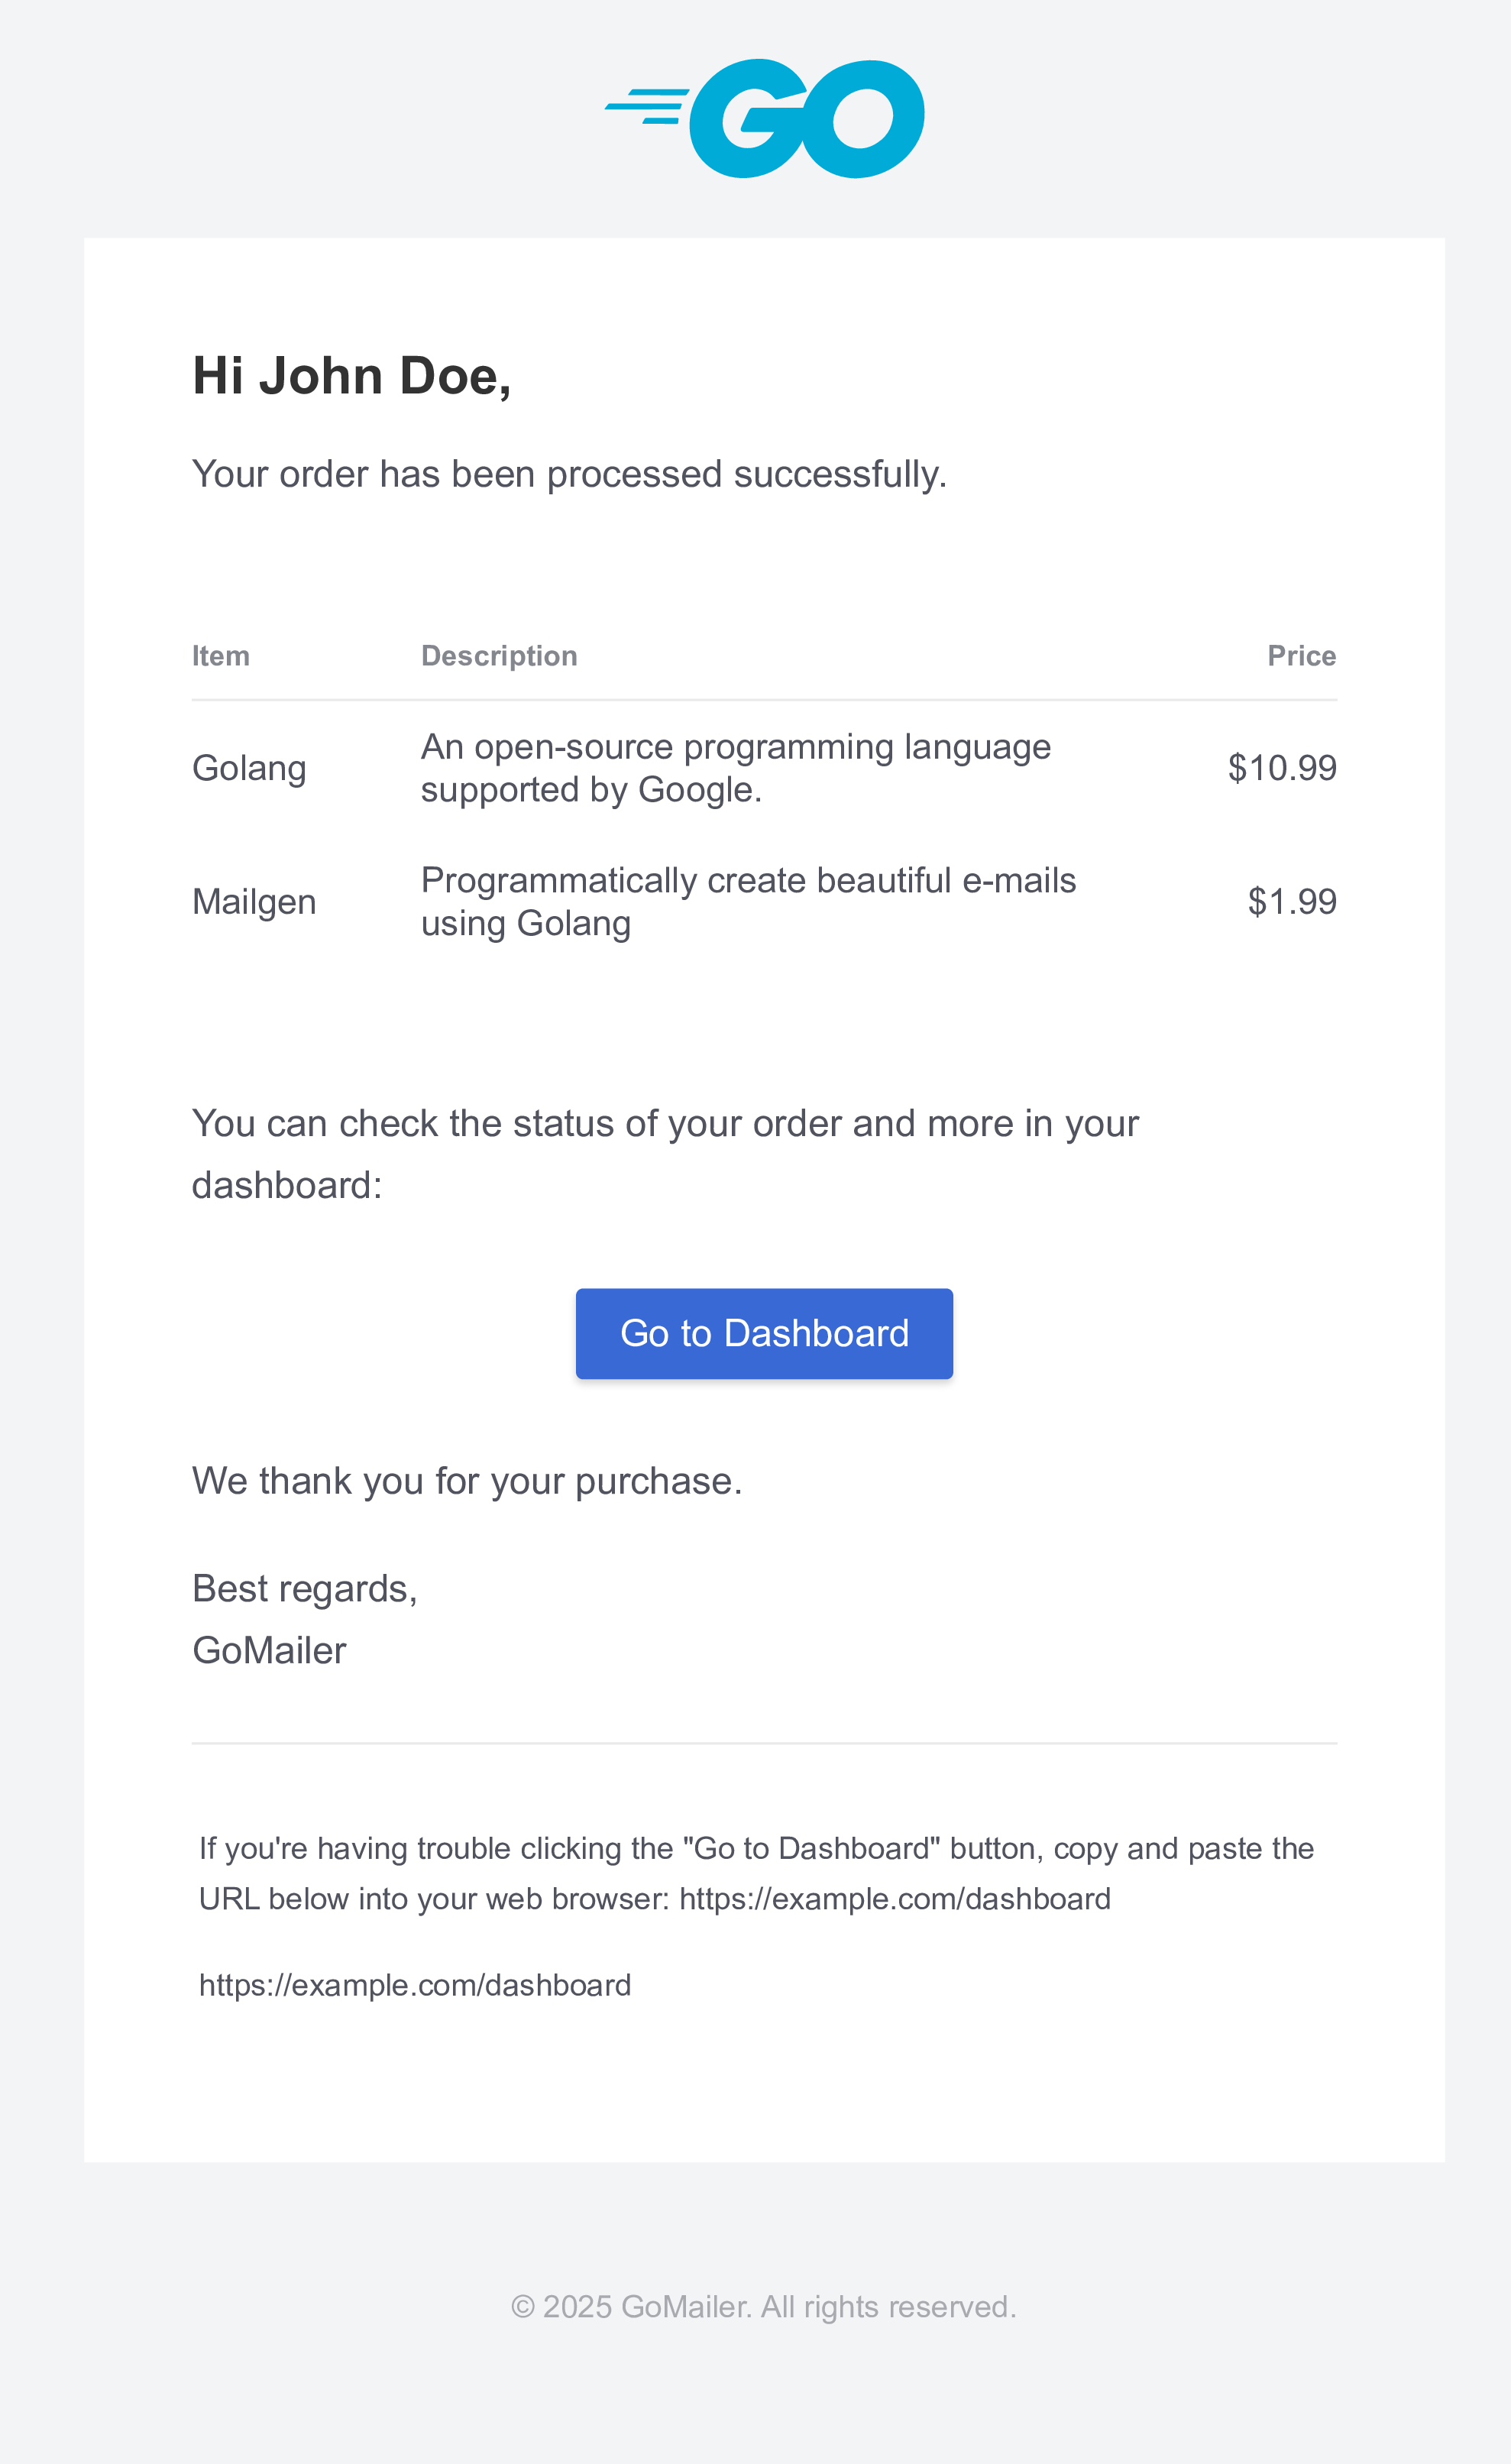 GO
Hi John Doe,
Your order has been processed successfully.
Item Description Price
Golang An open-source programming language supported by Google. $10.99
Mailgen Programmatically create beautiful e-mails using Golang $1.99
You can check the status of your order and more in your
dashboard:
Go to Dashboard
We thank you for your purchase.
Best regards,
GoMailer
If you're having trouble clicking the "Go to Dashboard" button, copy and paste the
URL below into your web browser: https://example.com/dashboard
https://example.com/dashboard
© 2025 GoMailer. All rights reserved.